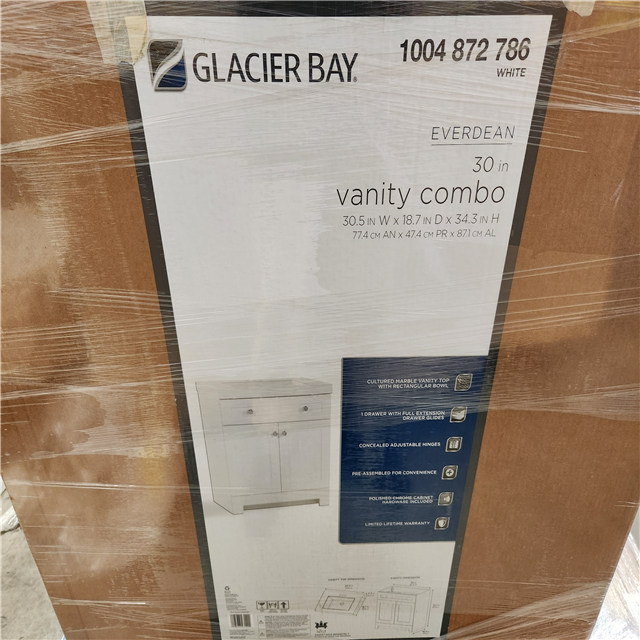 GLACIER BAY
1004 872 786
WHITE
EVERDEAN
30 in
vanity combo
30.5 IN W x 18.7 IN D x 34.3 IN H
77.4 CM AN x 47.4 CM PR x 87.1 CM AL
CULTURED MARBLE VANITY TOP
WITH RECTANGULAR BOWL
1 DRAWER WITH FULL EXTENSION
DRAWER GLIDES
CONCEALED ADJUSTABLE HINGES
PRE-ASSEMBLED FOR CONVENIENCE
POLISHED CHROME CABINET
HARDWARE INCLUDED
LIMITED LIFETIME WARRANTY